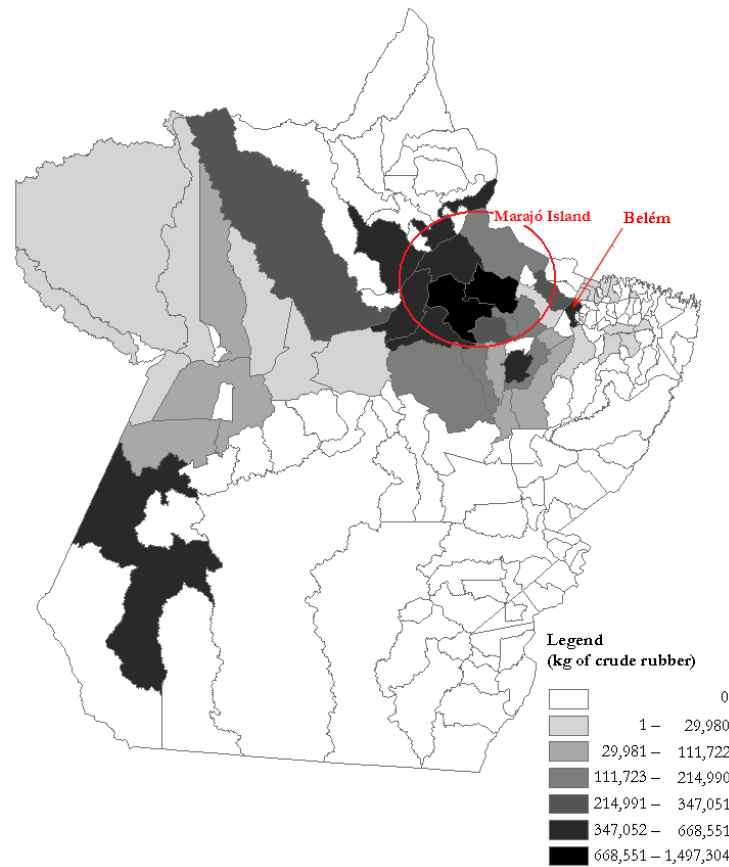 Marajó Island
Belém
Legend
(kg of crude rubber)
0
1 – 29,980
29,981 – 111,722
111,723 – 214,990
214,991 – 347,051
347,052 – 668,551
668,551 – 1,497,304